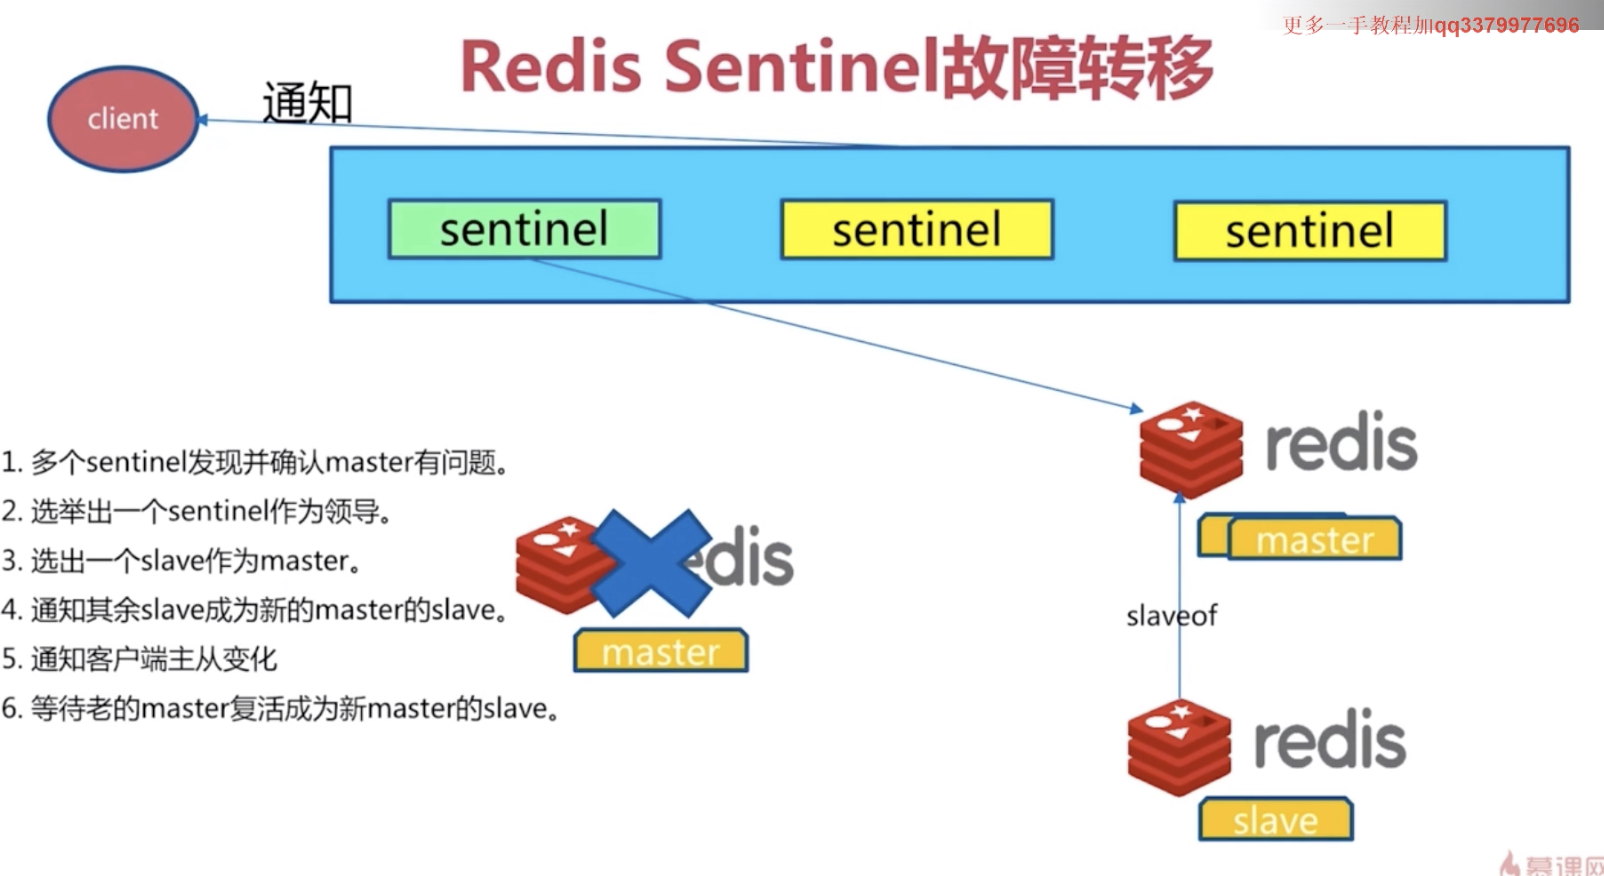 更多一手教程加qq3379977696
Redis Sentinel故障转移
client
通知
sentinel
sentinel
sentinel
redis
master
1. 多个sentinel发现并确认master有问题。
2. 选举出一个sentinel作为领导。
3. 选出一个slave作为master。
4. 通知其余slave成为新的master的slave。
5. 通知客户端主从变化
6. 等待老的master复活成为新master的slave。
edis
master
slaveof
redis
slave
慕课网